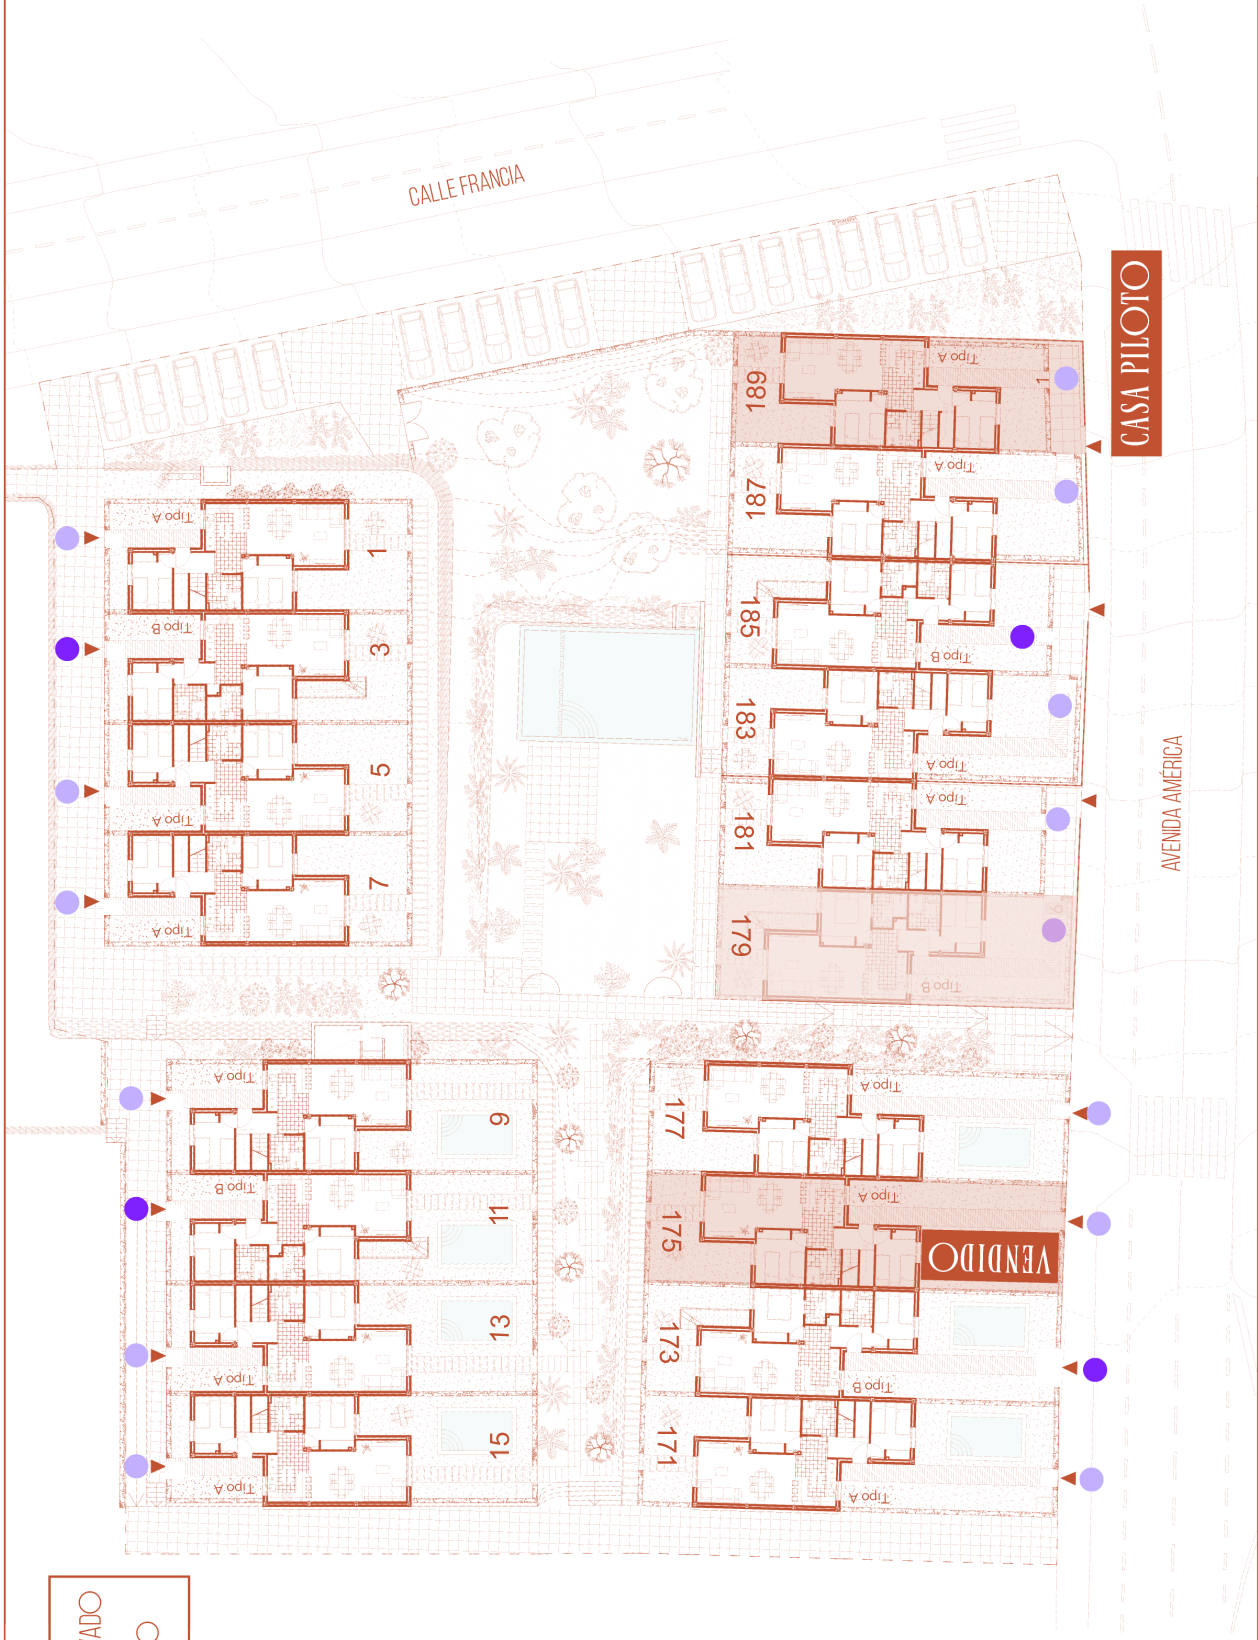 CALLE FRANCIA
CASA PILOTO
AVENIDA AMÉRICA
189
Tipo A
1
187
Tipo A
185
Tipo B
183
Tipo A
181
Tipo A
179
Tipo B
1
Tipo A
3
Tipo B
5
Tipo A
7
Tipo A
9
Tipo A
11
Tipo B
13
Tipo A
15
Tipo A
177
Tipo A
175
Tipo A
VENDIDO
173
Tipo B
171
Tipo A